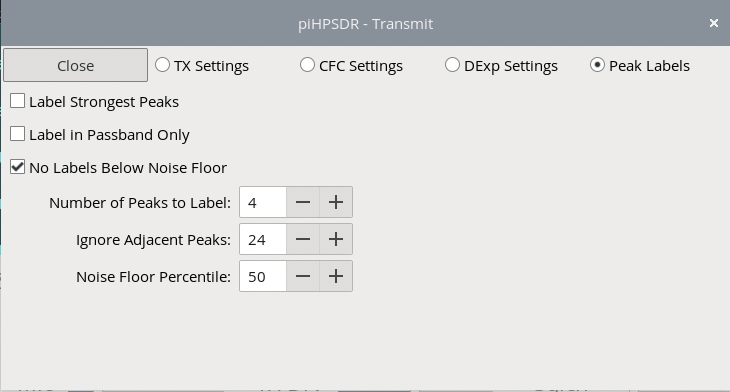 piHPSDR - Transmit
Close TX Settings CFC Settings DExp Settings Peak Labels
Label Strongest Peaks
Label in Passband Only
No Labels Below Noise Floor
Number of Peaks to Label: 4
Ignore Adjacent Peaks: 24
Noise Floor Percentile: 50